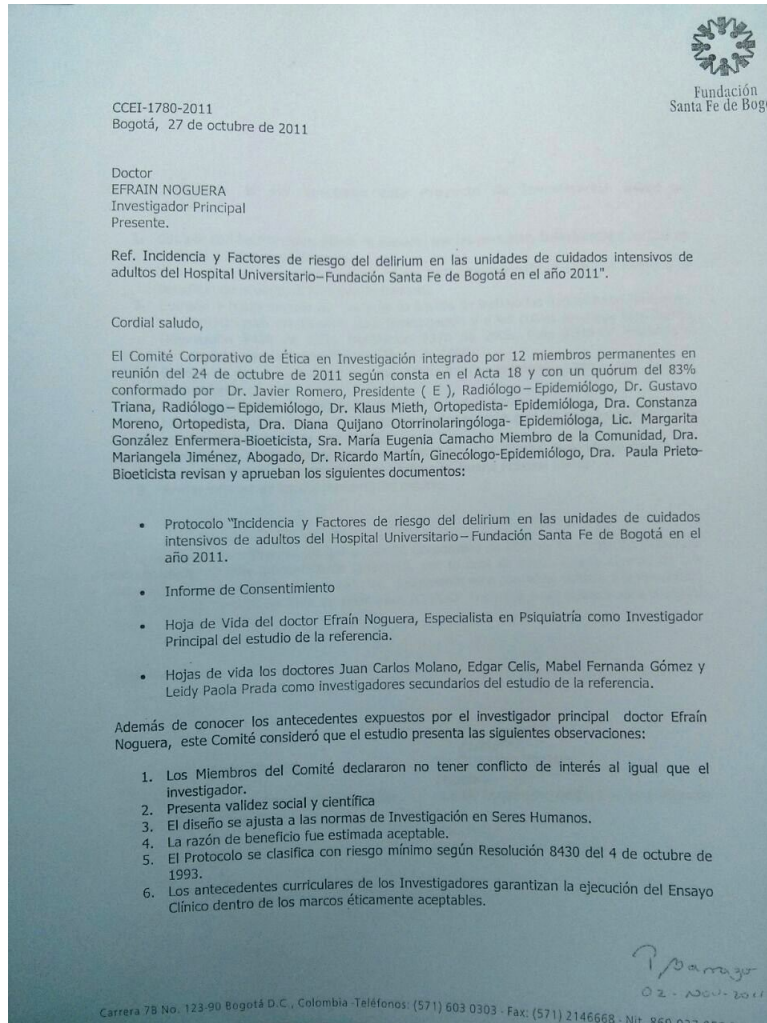 Fundación
Santa Fe de Bog
CCEI-1780-2011
Bogotá, 27 de octubre de 2011
Doctor
EFRAIN NOGUERA
Investigador Principal
Presente.
Ref. Incidencia y Factores de riesgo del delirium en las unidades de cuidados intensivos de
adultos del Hospital Universitario–Fundación Santa Fe de Bogotá en el año 2011".
Cordial saludo,
El Comité Corporativo de Ética en Investigación integrado por 12 miembros permanentes en
reunión del 24 de octubre de 2011 según consta en el Acta 18 y con un quórum del 83%
conformado por Dr. Javier Romero, Presidente ( E ), Radiólogo – Epidemiólogo, Dr. Gustavo
Triana, Radiólogo – Epidemiólogo, Dr. Klaus Mieth, Ortopedista- Epidemióloga, Dra. Constanza
Moreno, Ortopedista, Dra. Diana Quijano Otorrinolaringóloga- Epidemióloga, Lic. Margarita
González Enfermera-Bioeticista, Sra. María Eugenia Camacho Miembro de la Comunidad, Dra.
Mariangela Jiménez, Abogado, Dr. Ricardo Martín, Ginecólogo-Epidemiólogo, Dra. Paula Prieto-
Bioeticista revisan y aprueban los siguientes documentos:
• Protocolo "Incidencia y Factores de riesgo del delirium en las unidades de cuidados
intensivos de adultos del Hospital Universitario–Fundación Santa Fe de Bogotá en el
año 2011.
• Informe de Consentimiento
• Hoja de Vida del doctor Efraín Noguera, Especialista en Psiquiatría como Investigador
Principal del estudio de la referencia.
• Hojas de vida los doctores Juan Carlos Molano, Edgar Celis, Mabel Fernanda Gómez y
Leidy Paola Prada como investigadores secundarios del estudio de la referencia.
Además de conocer los antecedentes expuestos por el investigador principal doctor Efraín
Noguera, este Comité consideró que el estudio presenta las siguientes observaciones:
1. Los Miembros del Comité declararon no tener conflicto de interés al igual que el
investigador.
2. Presenta validez social y científica
3. El diseño se ajusta a las normas de Investigación en Seres Humanos.
4. La razón de beneficio fue estimada aceptable.
5. El Protocolo se clasifica con riesgo mínimo según Resolución 8430 del 4 de octubre de
1993.
6. Los antecedentes curriculares de los Investigadores garantizan la ejecución del Ensayo
Clínico dentro de los marcos éticamente aceptables.
02 - Nov - 2011
Carrera 7B No. 123-90 Bogotá D.C., Colombia -Teléfonos: (571) 603 0303 - Fax: (571) 2146668 - Nit.